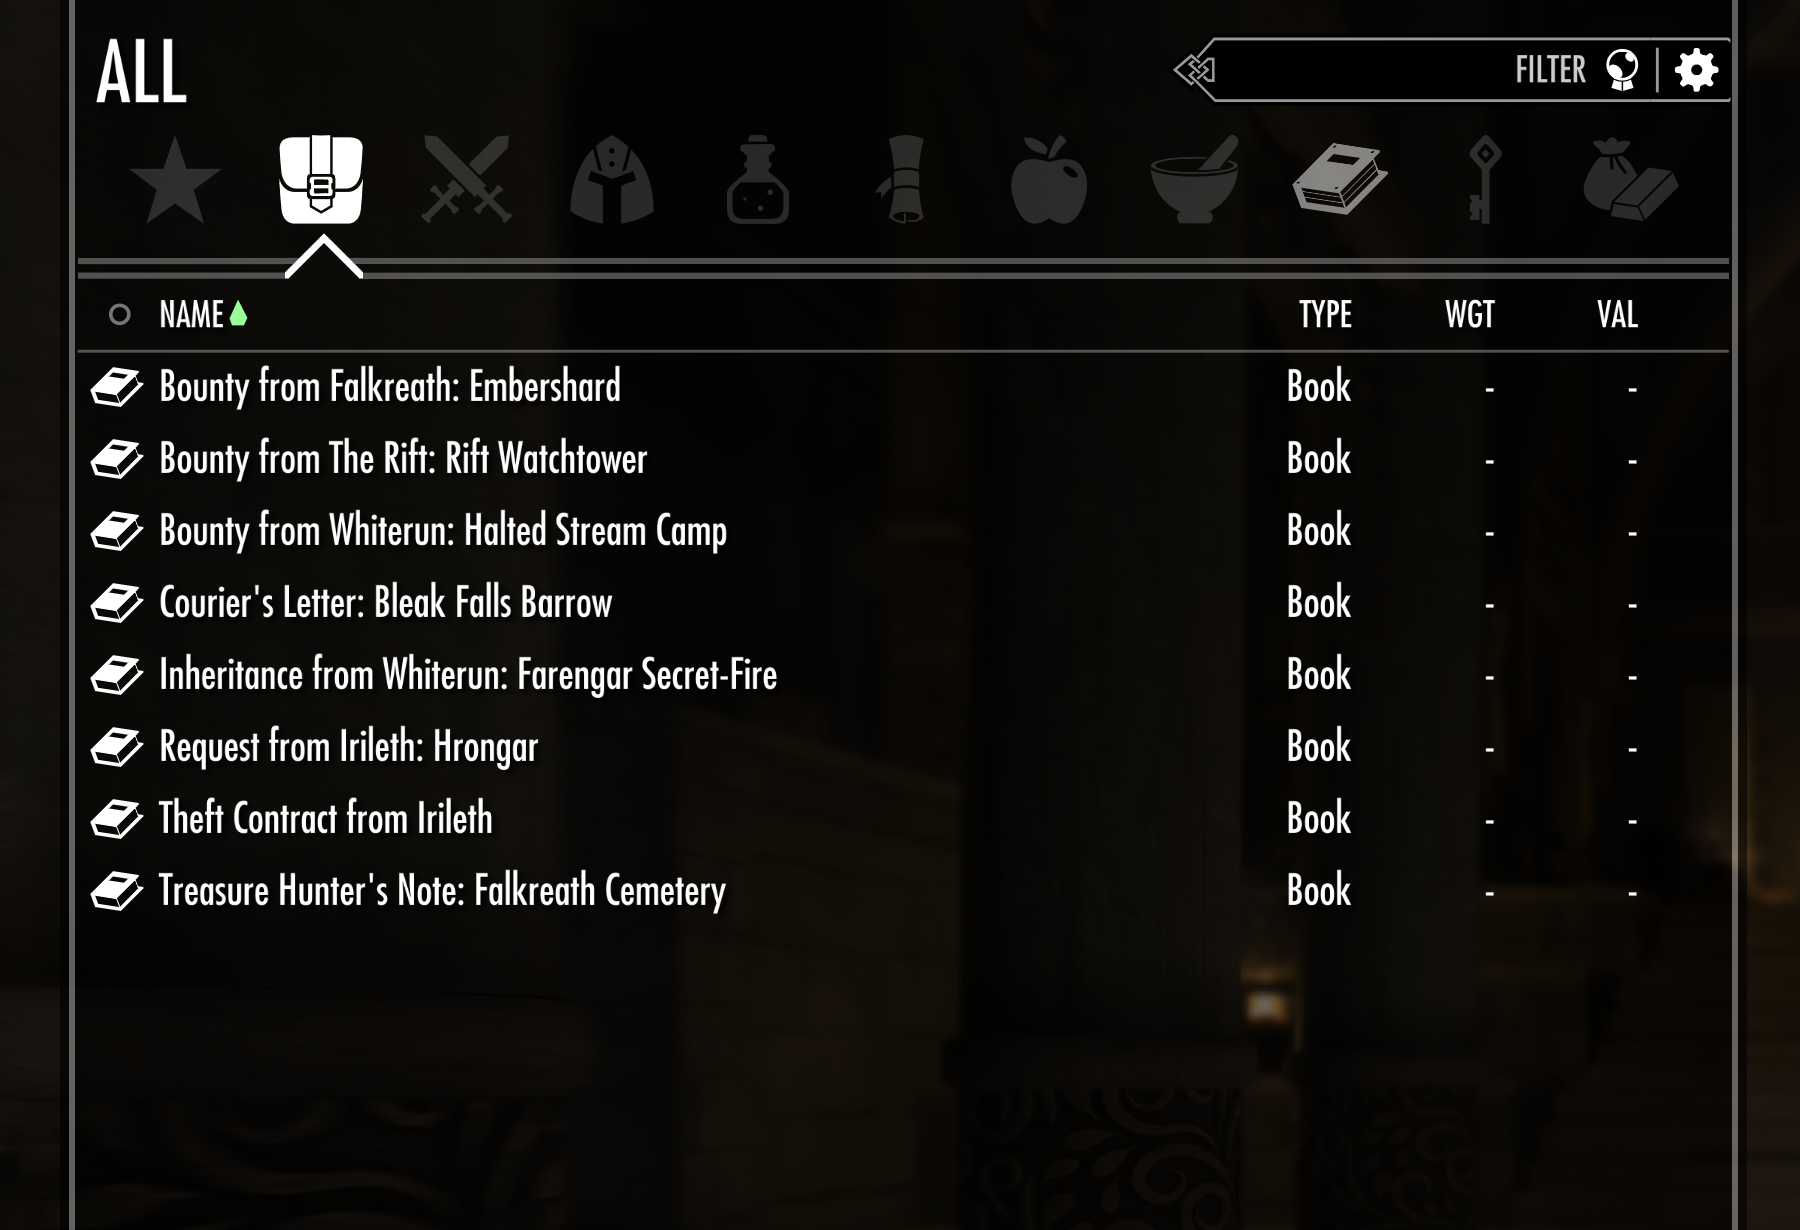 ALL
FILTER
NAME TYPE WGT VAL
Bounty from Falkreath: Embershard Book - -
Bounty from The Rift: Rift Watchtower Book - -
Bounty from Whiterun: Halted Stream Camp Book - -
Courier's Letter: Bleak Falls Barrow Book - -
Inheritance from Whiterun: Farengar Secret-Fire Book - -
Request from Irileth: Hrongar Book - -
Theft Contract from Irileth Book - -
Treasure Hunter's Note: Falkreath Cemetery Book - -